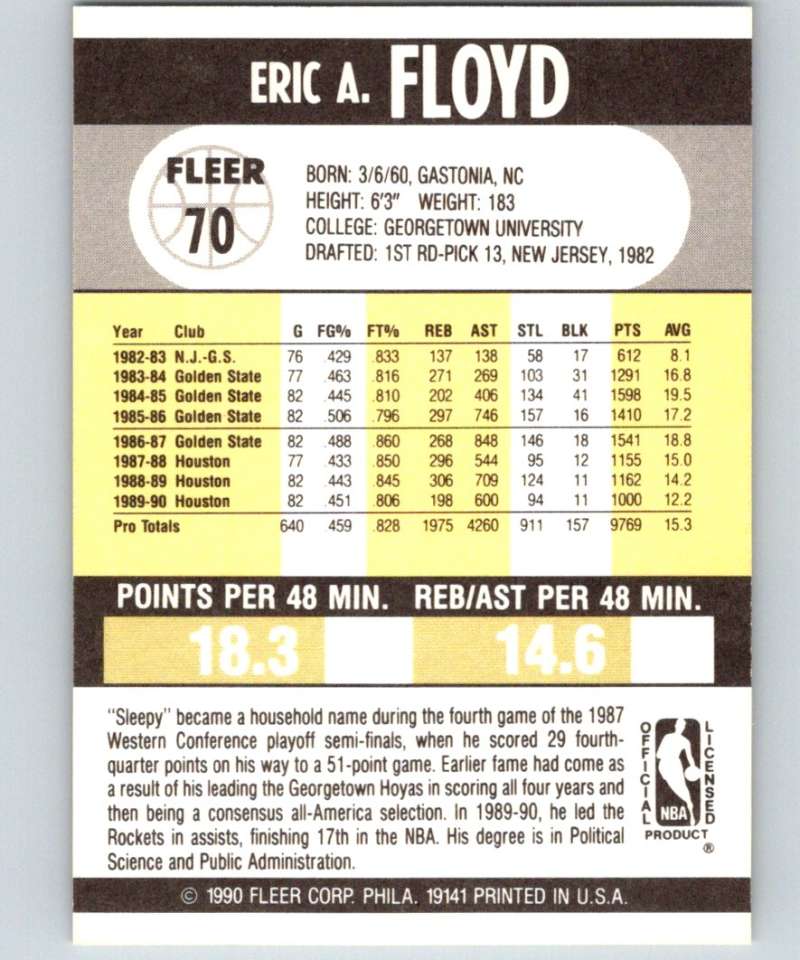 ERIC A. FLOYD
FLEER
70
BORN: 3/6/60, GASTONIA, NC
HEIGHT: 6'3" WEIGHT: 183
COLLEGE: GEORGETOWN UNIVERSITY
DRAFTED: 1ST RD-PICK 13, NEW JERSEY, 1982
Year Club G FG% FT% REB AST STL BLK PTS AVG
1982-83 N.J.-G.S. 76 .429 .833 137 138 58 17 612 8.1
1983-84 Golden State 77 .463 .816 271 269 103 31 1291 16.8
1984-85 Golden State 82 .445 .810 202 406 134 41 1598 19.5
1985-86 Golden State 82 .506 .796 297 746 157 16 1410 17.2
1986-87 Golden State 82 .488 .860 268 848 146 18 1541 18.8
1987-88 Houston 77 .433 .850 296 544 95 12 1155 15.0
1988-89 Houston 82 .443 .845 306 709 124 11 1162 14.2
1989-90 Houston 82 .451 .806 198 600 94 11 1000 12.2
Pro Totals 640 .459 .828 1975 4260 911 157 9769 15.3
POINTS PER 48 MIN. REB/AST PER 48 MIN.
18.3 14.6
"Sleepy" became a household name during the fourth game of the 1987
Western Conference playoff semi-finals, when he scored 29 fourth-
quarter points on his way to a 51-point game. Earlier fame had come as
a result of his leading the Georgetown Hoyas in scoring all four years and
then being a consensus all-America selection. In 1989-90, he led the
Rockets in assists, finishing 17th in the NBA. His degree is in Political
Science and Public Administration.
OFFICIAL
LICENSED
NBA
PRODUCT
®
© 1990 FLEER CORP. PHILA. 19141 PRINTED IN U.S.A.